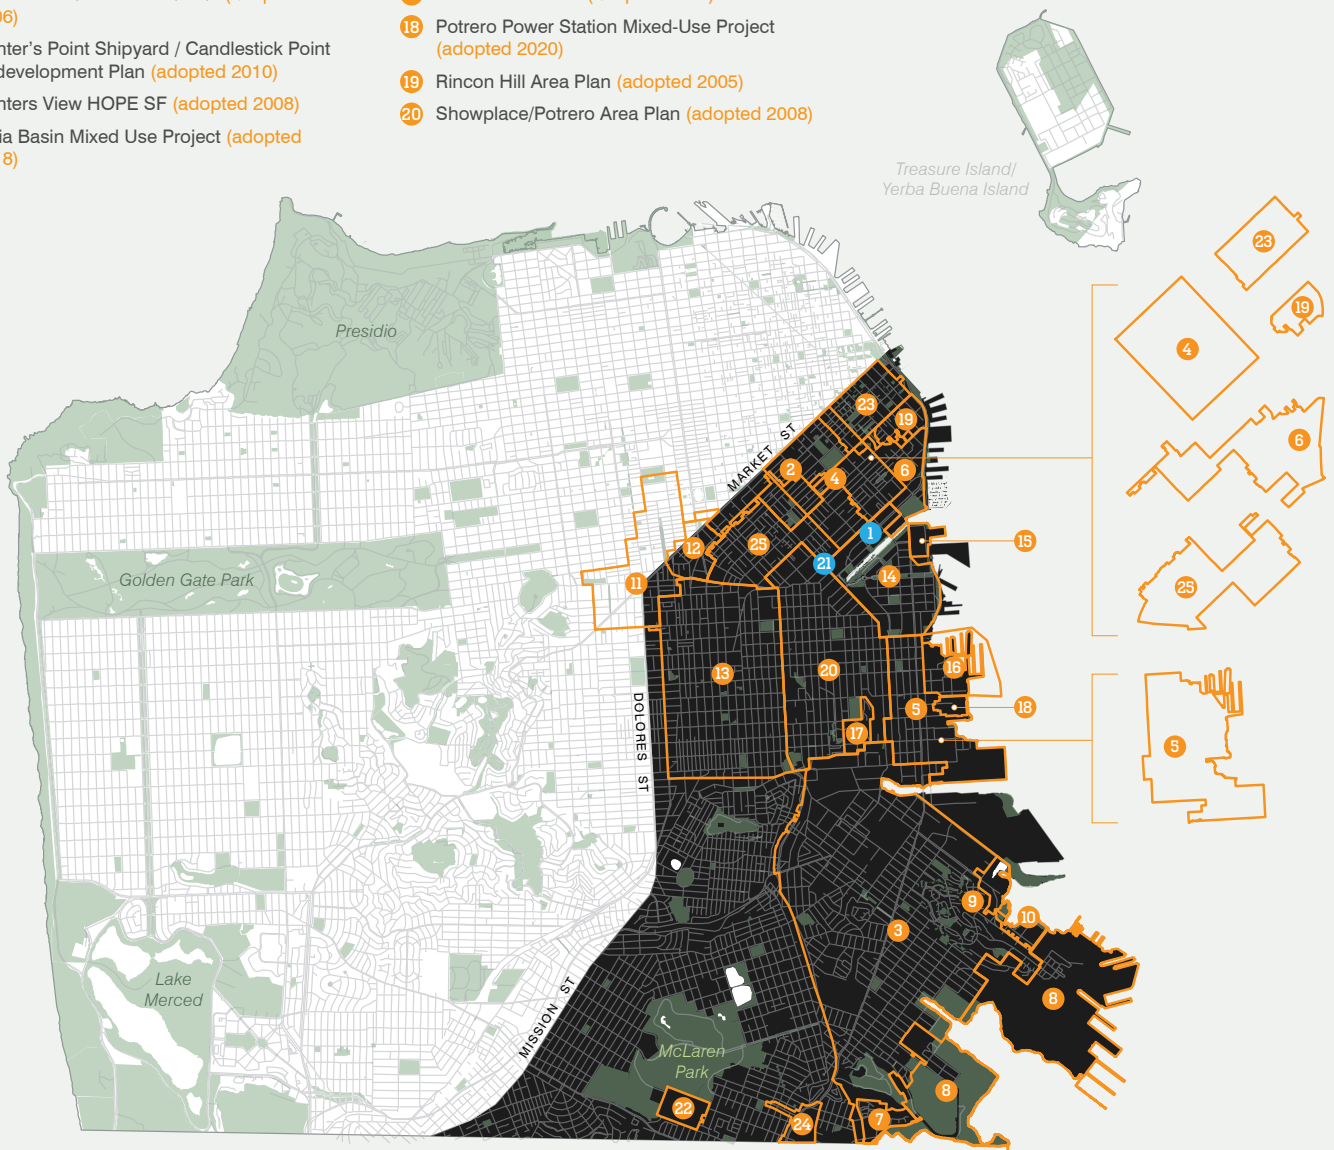 06)
nter's Point Shipyard / Candlestick Point
development Plan (adopted 2010)
nters View HOPE SF (adopted 2008)
ia Basin Mixed Use Project (adopted
18)
18 Potrero Power Station Mixed-Use Project
(adopted 2020)
19 Rincon Hill Area Plan (adopted 2005)
20 Showplace/Potrero Area Plan (adopted 2008)
Treasure Island/
Yerba Buena Island
23
19
4
6
25
5
Presidio
Golden Gate Park
Lake
Merced
McLaren
Park
MARKET ST
DOLORES ST
MISSION ST
23
19
2
4
6
1
15
12
25
21
14
11
13
20
16
5
18
17
9
10
3
8
8
22
24
7